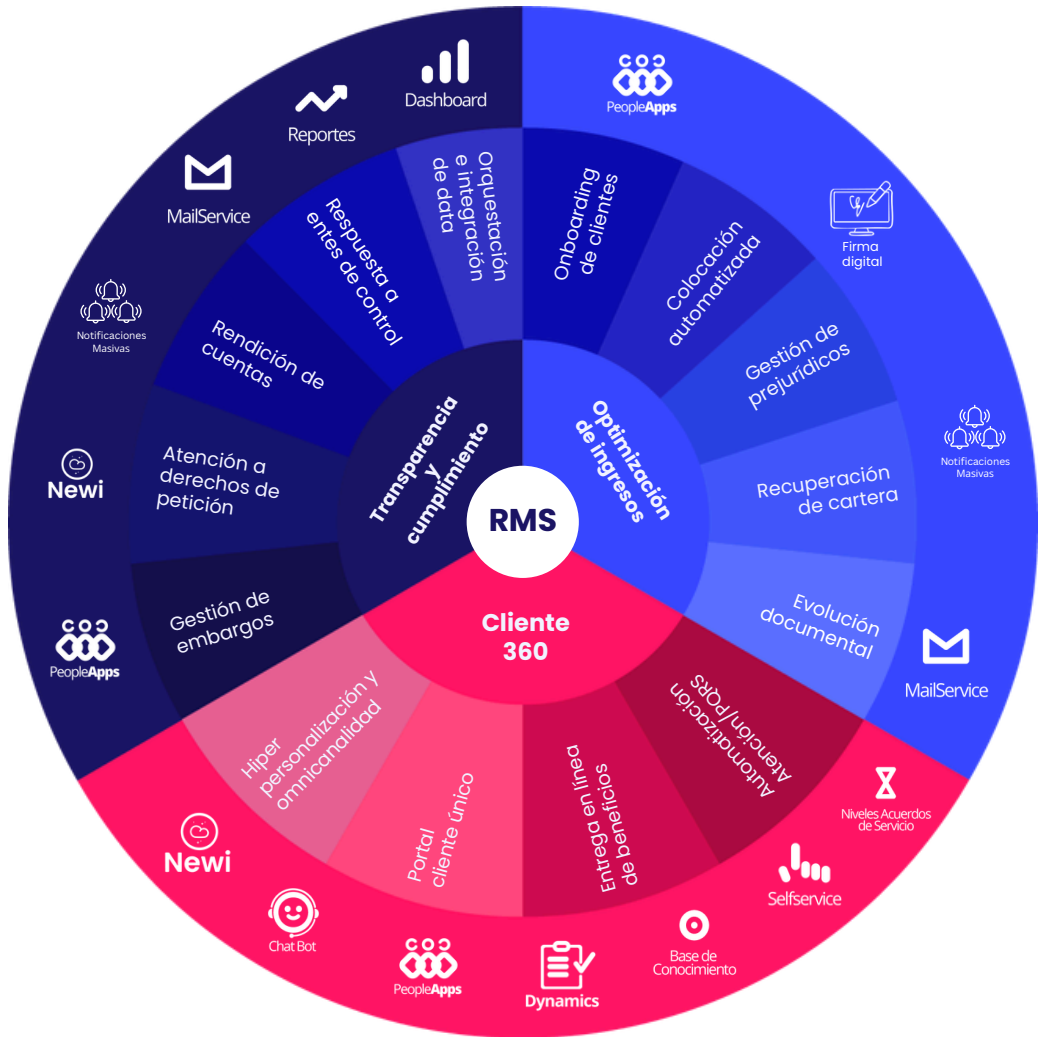 RMS
Optimización
de ingresos
Onboarding
de clientes
Colocación
automatizada
Gestión de
prejurídicos
Recuperación
de cartera
Evolución
documental
PeopleApps
Firma
digital
Notificaciones
Masivas
MailService
Cliente
360
Automatización
Atención/PQRS
Entrega en línea
de beneficios
Portal
cliente único
Hiper
personalización y
omnicanalidad
Niveles Acuerdos
de Servicio
Selfservice
Base de
Conocimiento
Dynamics
PeopleApps
Chat Bot
Newi
Transparencia
y
cumplimiento
Gestión de
embargos
Atención a
derechos de
petición
Rendición de
cuentas
Respuesta a
entes de control
Orquestación
e integración
de data
PeopleApps
Newi
Notificaciones
Masivas
MailService
Reportes
Dashboard